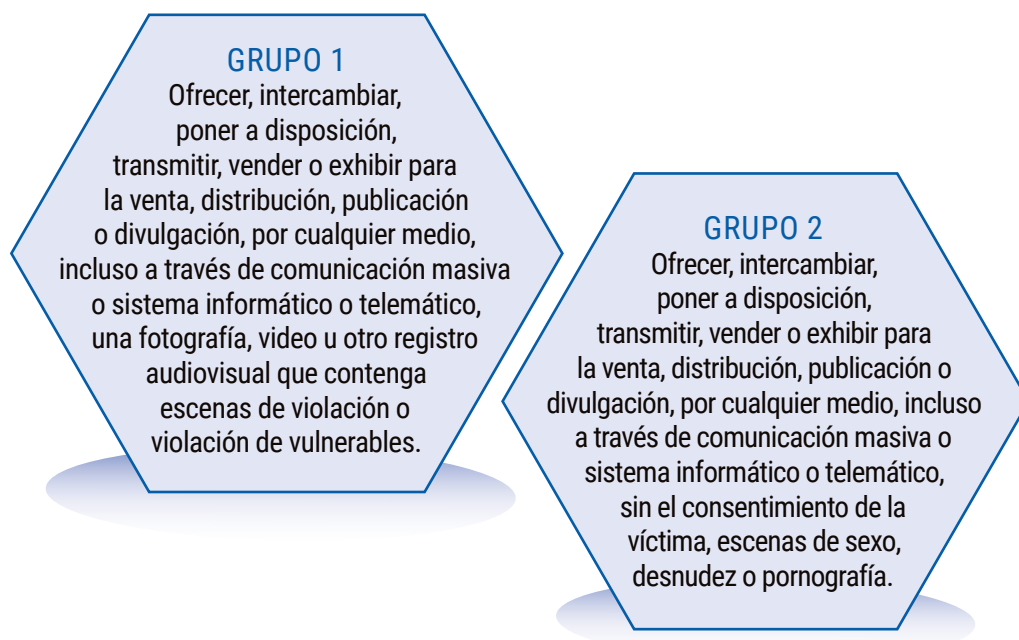 GRUPO 1
Ofrecer, intercambiar,
poner a disposición,
transmitir, vender o exhibir para
la venta, distribución, publicación
o divulgación, por cualquier medio,
incluso a través de comunicación masiva
o sistema informático o telemático,
una fotografía, video u otro registro
audiovisual que contenga
escenas de violación o
violación de vulnerables.
GRUPO 2
Ofrecer, intercambiar,
poner a disposición,
transmitir, vender o exhibir para
la venta, distribución, publicación o
divulgación, por cualquier medio, incluso
a través de comunicación masiva o
sistema informático o telemático,
sin el consentimiento de la
víctima, escenas de sexo,
desnudez o pornografía.